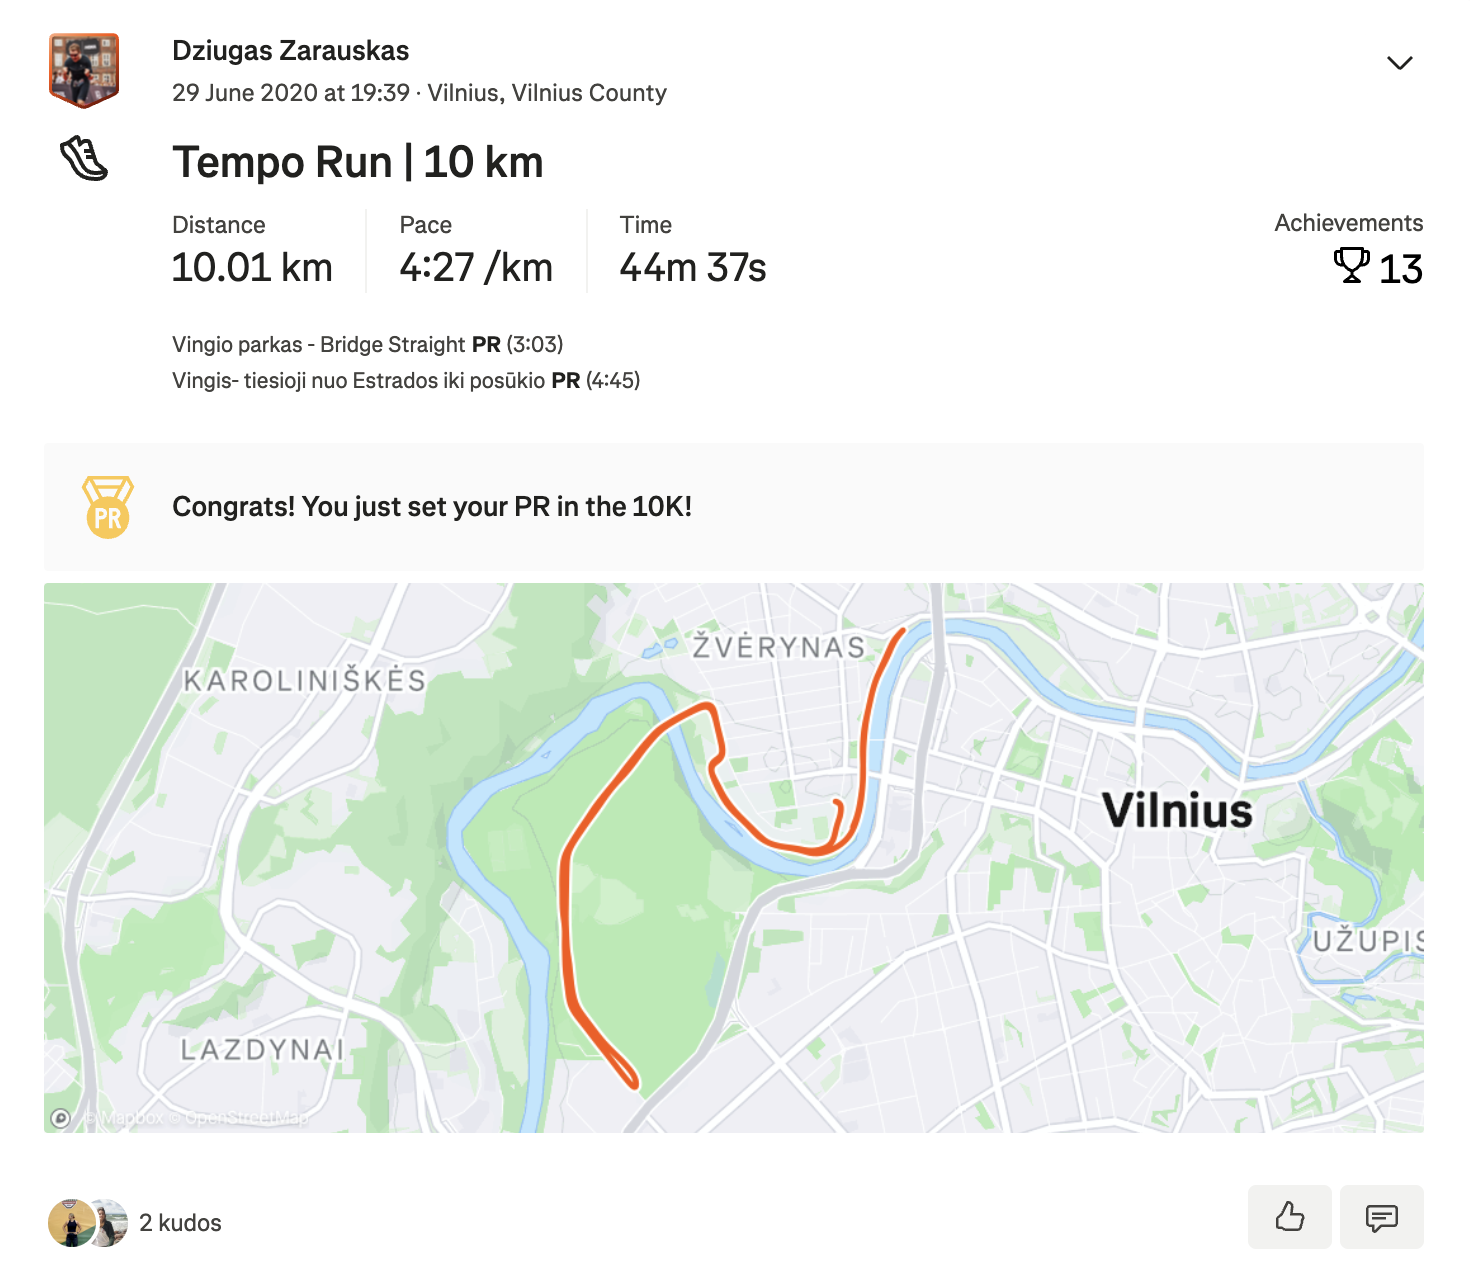 Dziugas Zarauskas
29 June 2020 at 19:39 · Vilnius, Vilnius County
Tempo Run | 10 km
Distance
10.01 km
Pace
4:27 /km
Time
44m 37s
Achievements
13
Vingio parkas - Bridge Straight PR (3:03)
Vingis- tiesioji nuo Estrados iki posūkio PR (4:45)
PR
Congrats! You just set your PR in the 10K!
ŽVĖRYNAS
KAROLINIŠKĖS
Vilnius
UŽUPIS
LAZDYNAI
© Mapbox © OpenStreetMap
2 kudos